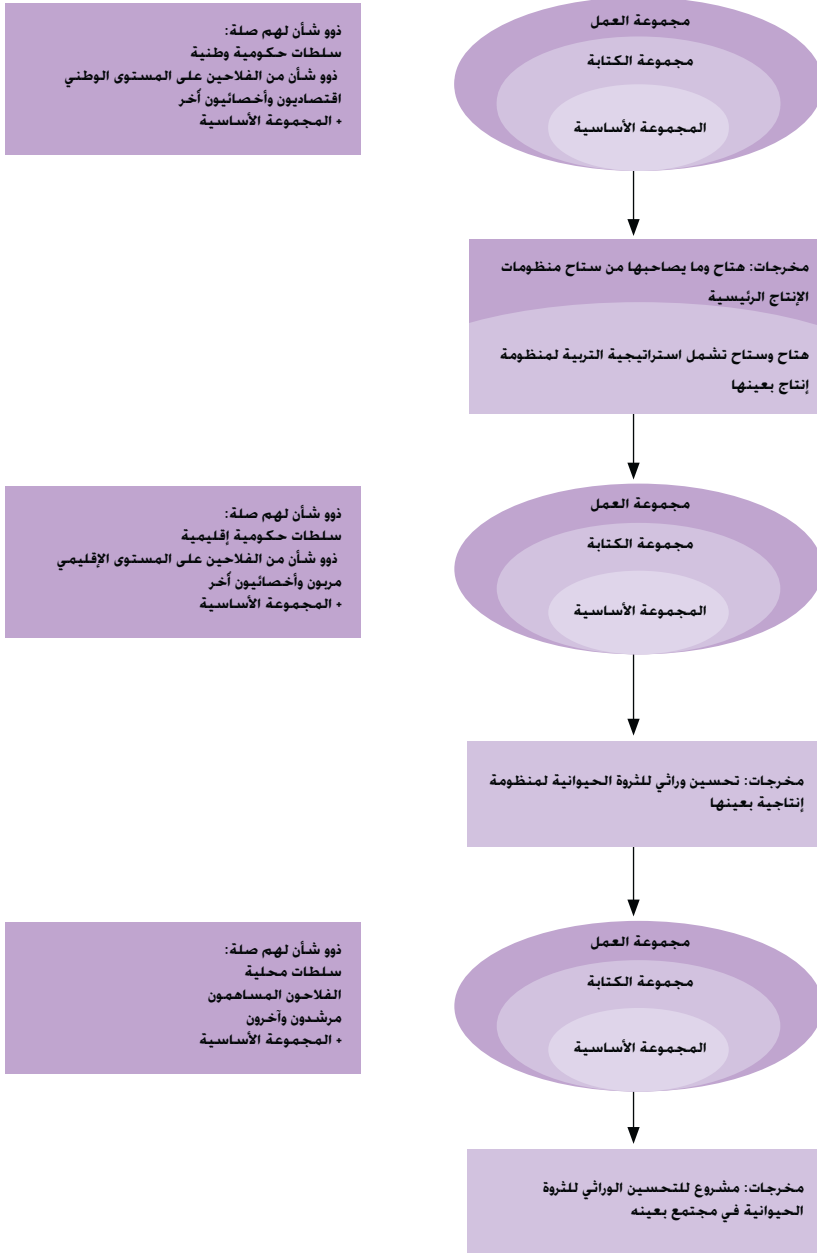 مجموعة العمل
مجموعة الكتابة
المجموعة الأساسية
ذوو شأن لهم صلة:
سلطات حكومية وطنية
ذوو شأن من الفلاحين على المستوى الوطني
اقتصاديون وأخصائيون أخر
+ المجموعة الأساسية
مخرجات: هتاح وما يصاحبها من ستاح منظومات
الإنتاج الرئيسية
هتاح وستاح تشمل استراتيجية التربية لمنظومة
إنتاج بعينها
مجموعة العمل
مجموعة الكتابة
المجموعة الأساسية
ذوو شأن لهم صلة:
سلطات حكومية إقليمية
ذوو شأن من الفلاحين على المستوى الإقليمي
مربون وأخصائيون أخر
+ المجموعة الأساسية
مخرجات: تحسين وراثي للثروة الحيوانية لمنظومة
إنتاجية بعينها
مجموعة العمل
مجموعة الكتابة
المجموعة الأساسية
ذوو شأن لهم صلة:
سلطات محلية
الفلاحون المساهمون
مرشدون وآخرون
+ المجموعة الأساسية
مخرجات: مشروع للتحسين الوراثي للثروة
الحيوانية في مجتمع بعينه